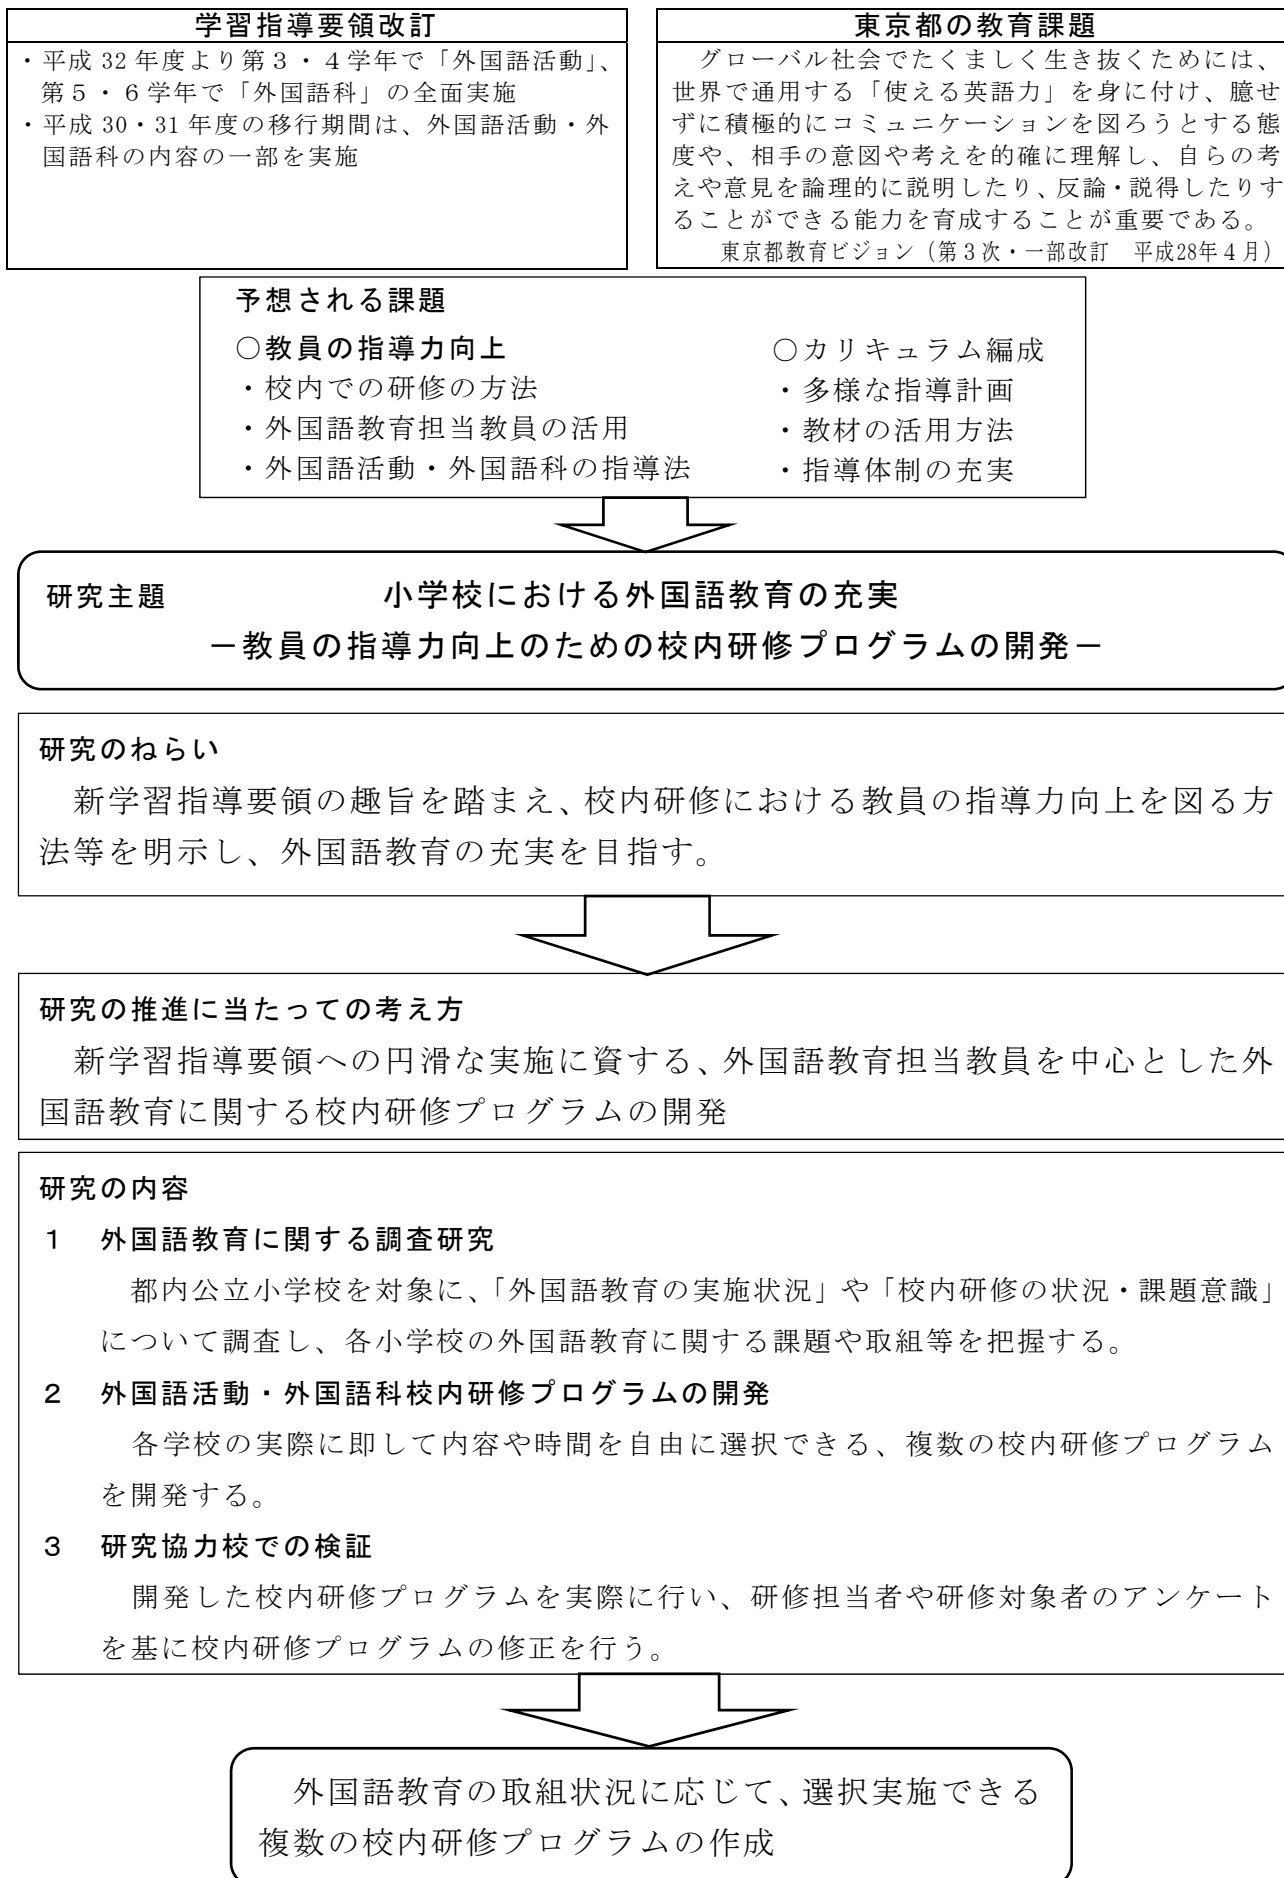 学習指導要領改訂
・平成 32 年度より第３・４学年で「外国語活動」、
第５・６学年で「外国語科」の全面実施
・平成 30・31 年度の移行期間は、外国語活動・外
国語科の内容の一部を実施
東京都の教育課題
グローバル社会でたくましく生き抜くためには、
世界で通用する「使える英語力」を身に付け、臆せ
ずに積極的にコミュニケーションを図ろうとする態
度や、相手の意図や考えを的確に理解し、自らの考
えや意見を論理的に説明したり、反論・説得したりす
ることができる能力を育成することが重要である。
東京都教育ビジョン（第３次・一部改訂　平成28年４月）
予想される課題
○教員の指導力向上
・校内での研修の方法
・外国語教育担当教員の活用
・外国語活動・外国語科の指導法
○カリキュラム編成
・多様な指導計画
・教材の活用方法
・指導体制の充実
研究主題　小学校における外国語教育の充実
－教員の指導力向上のための校内研修プログラムの開発－
研究のねらい
新学習指導要領の趣旨を踏まえ、校内研修における教員の指導力向上を図る方
法等を明示し、外国語教育の充実を目指す。
研究の推進に当たっての考え方
新学習指導要領への円滑な実施に資する、外国語教育担当教員を中心とした外
国語教育に関する校内研修プログラムの開発
研究の内容
１　外国語教育に関する調査研究
都内公立小学校を対象に、「外国語教育の実施状況」や「校内研修の状況・課題意識」
について調査し、各小学校の外国語教育に関する課題や取組等を把握する。
２　外国語活動・外国語科校内研修プログラムの開発
各学校の実際に即して内容や時間を自由に選択できる、複数の校内研修プログラム
を開発する。
３　研究協力校での検証
開発した校内研修プログラムを実際に行い、研修担当者や研修対象者のアンケート
を基に校内研修プログラムの修正を行う。
外国語教育の取組状況に応じて、選択実施できる
複数の校内研修プログラムの作成